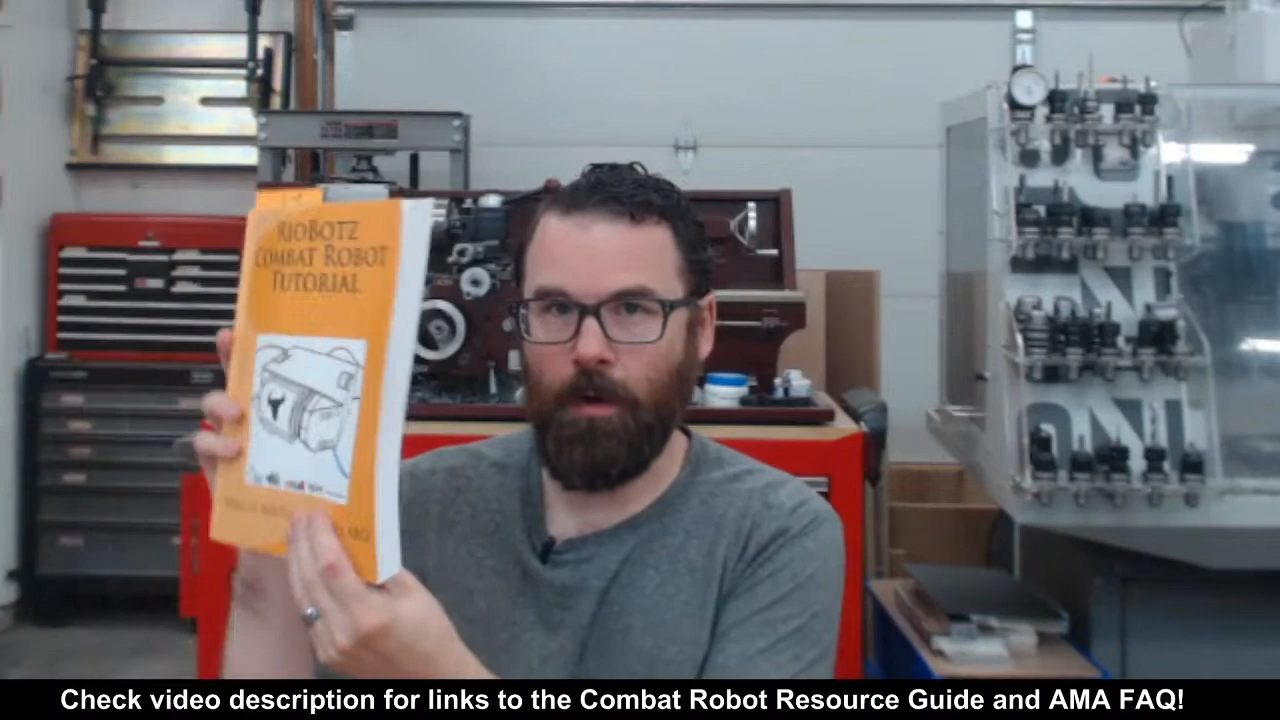 RIOBOTZ
COMBAT ROBOT
TUTORIAL
Check video description for links to the Combat Robot Resource Guide and AMA FAQ!